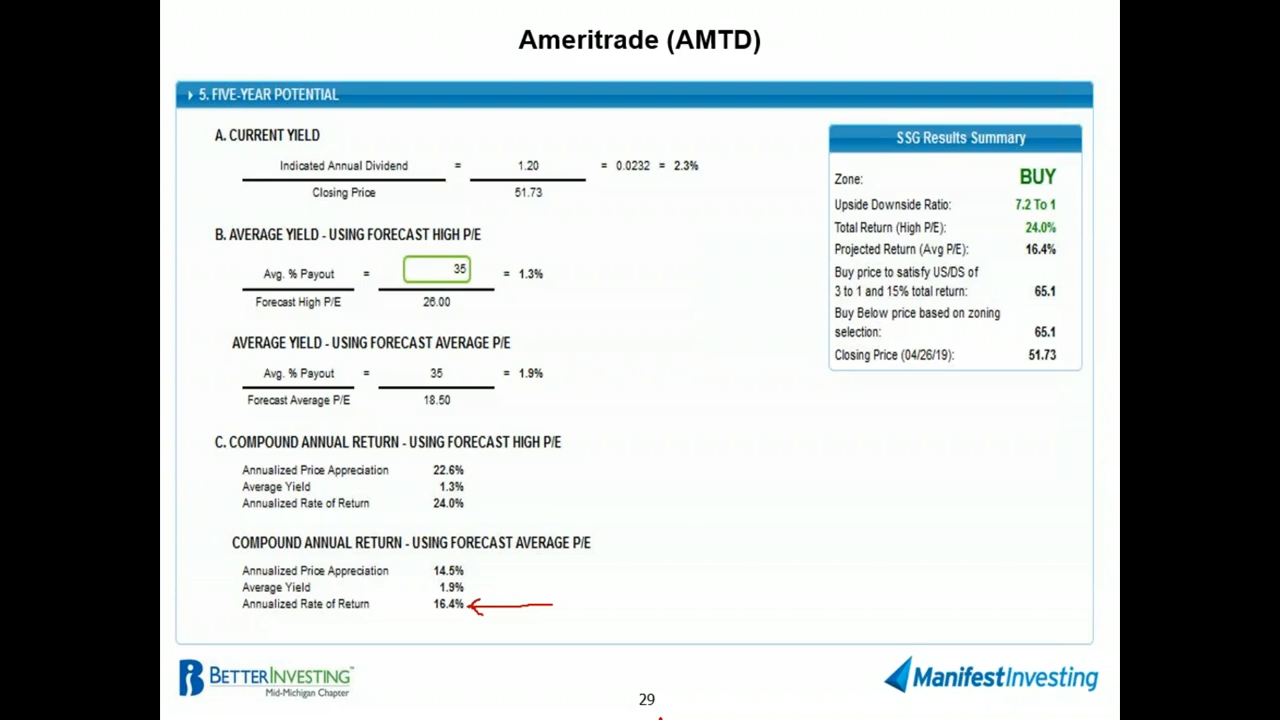 Ameritrade (AMTD)
5. FIVE-YEAR POTENTIAL
A. CURRENT YIELD
Indicated Annual Dividend = 1.20 = 0.0232 = 2.3%
Closing Price 51.73
B. AVERAGE YIELD - USING FORECAST HIGH P/E
Avg. % Payout = 35 = 1.3%
Forecast High P/E 26.00
AVERAGE YIELD - USING FORECAST AVERAGE P/E
Avg. % Payout = 35 = 1.9%
Forecast Average P/E 18.50
C. COMPOUND ANNUAL RETURN - USING FORECAST HIGH P/E
Annualized Price Appreciation 22.6%
Average Yield 1.3%
Annualized Rate of Return 24.0%
COMPOUND ANNUAL RETURN - USING FORECAST AVERAGE P/E
Annualized Price Appreciation 14.5%
Average Yield 1.9%
Annualized Rate of Return 16.4%
SSG Results Summary
Zone: BUY
Upside Downside Ratio: 7.2 To 1
Total Return (High P/E): 24.0%
Projected Return (Avg P/E): 16.4%
Buy price to satisfy US/DS of
3 to 1 and 15% total return: 65.1
Buy Below price based on zoning
selection: 65.1
Closing Price (04/26/19): 51.73
BETTERINVESTING™
Mid-Michigan Chapter
29
ManifestInvesting